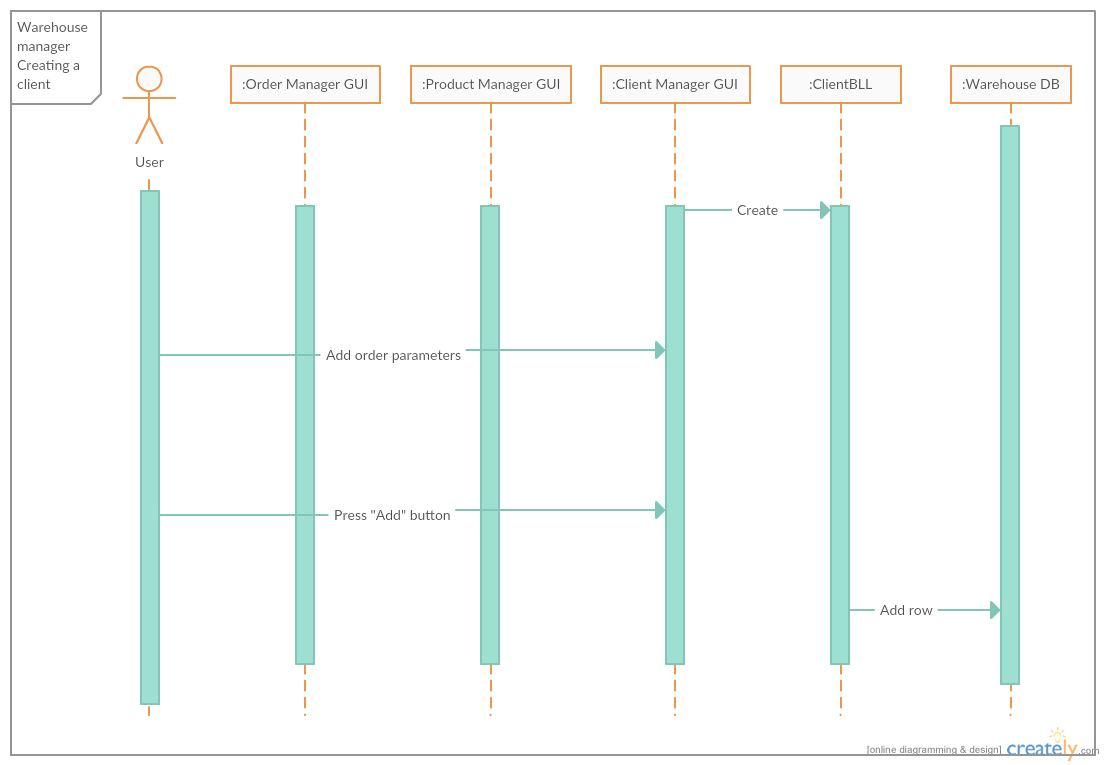 Warehouse
manager
Creating a
client
:Order Manager GUI
:Product Manager GUI
:Client Manager GUI
:ClientBLL
:Warehouse DB
User
Create
Add order parameters
Press "Add" button
Add row
[online diagramming & design] creately.com